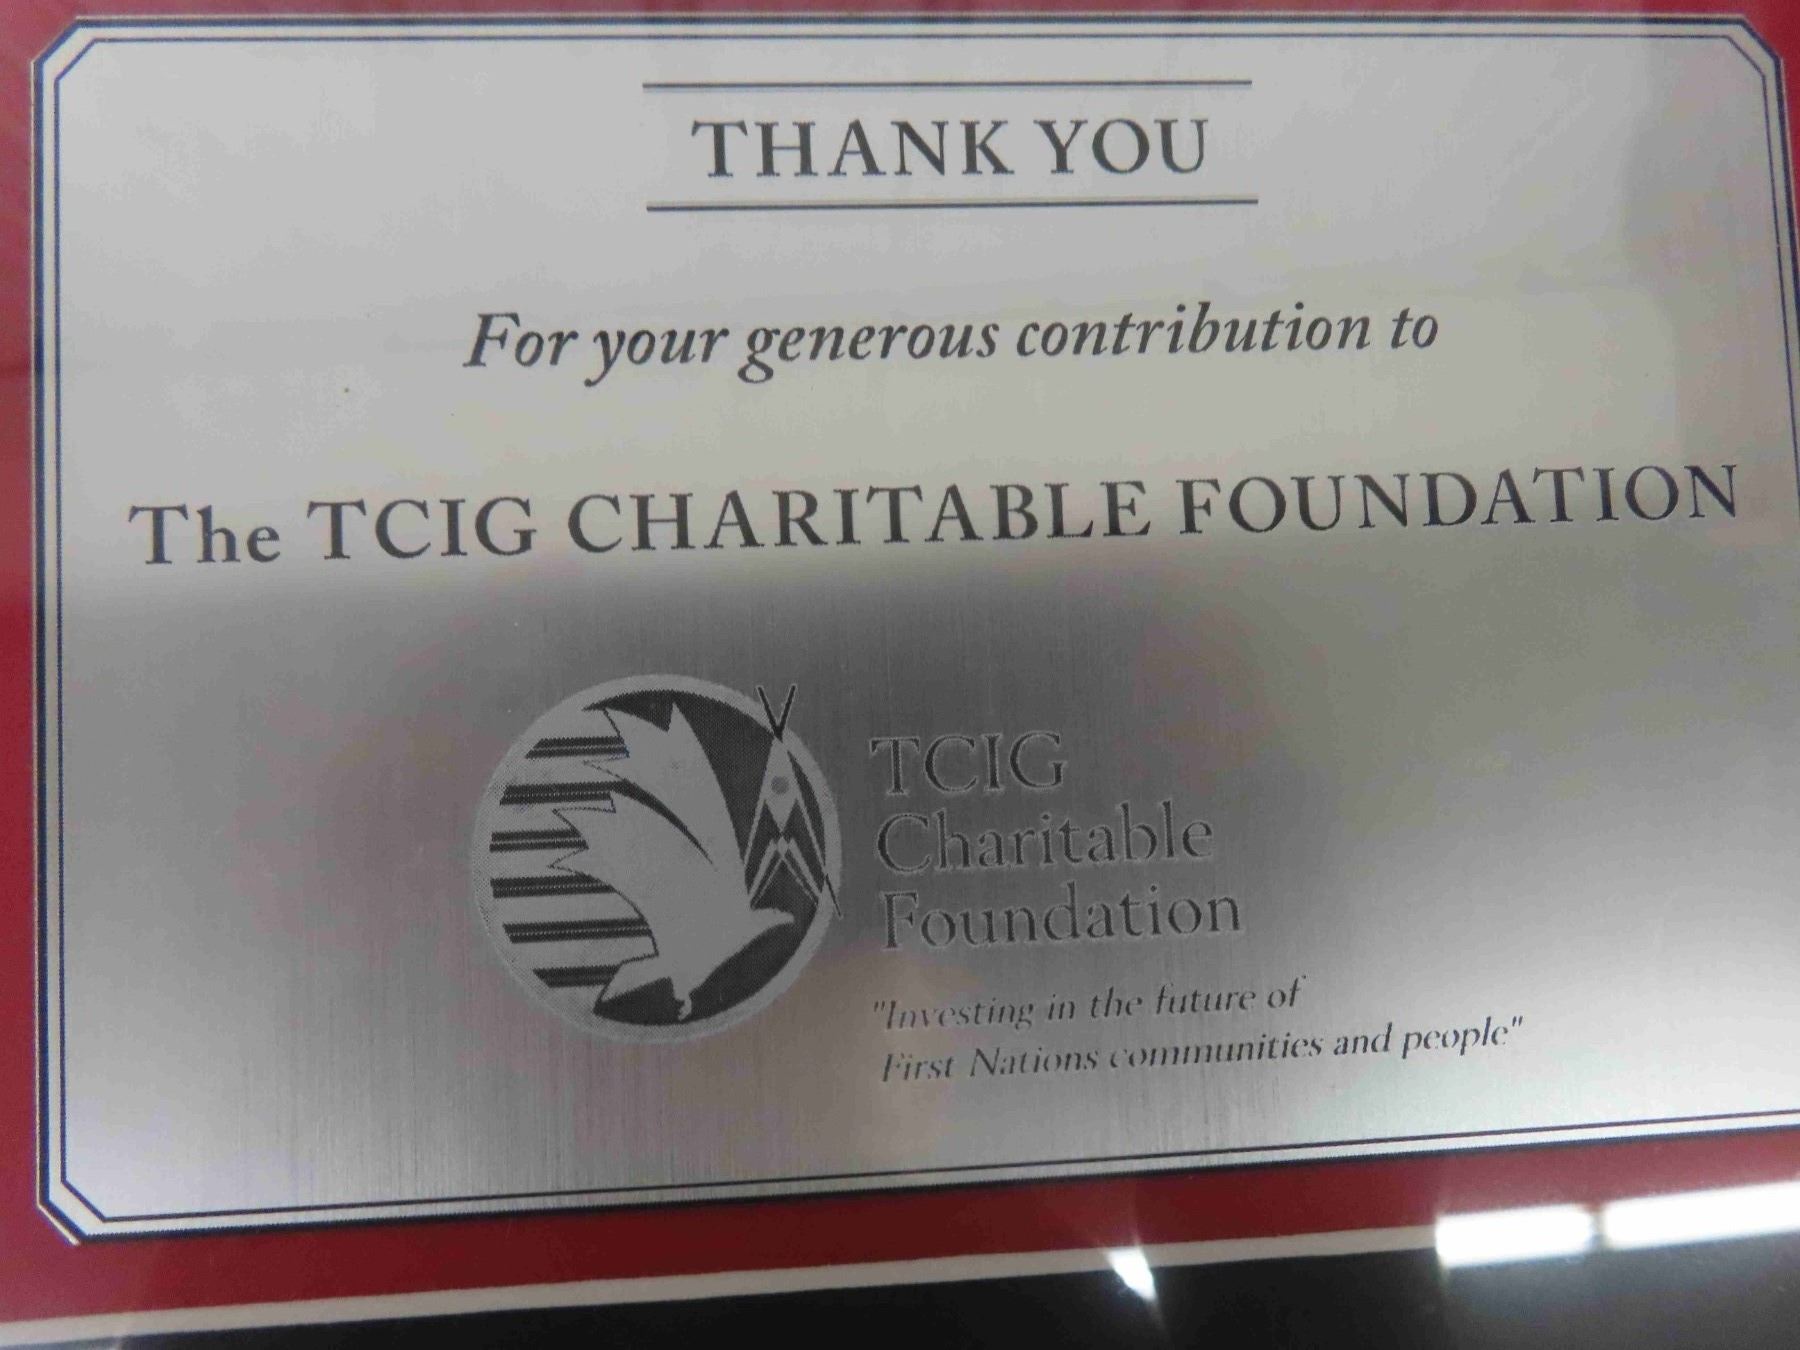 THANK YOU
For your generous contribution to
The TCIG CHARITABLE FOUNDATION
TCIG
Charitable
Foundation
"Investing in the future of
First Nations communities and people"